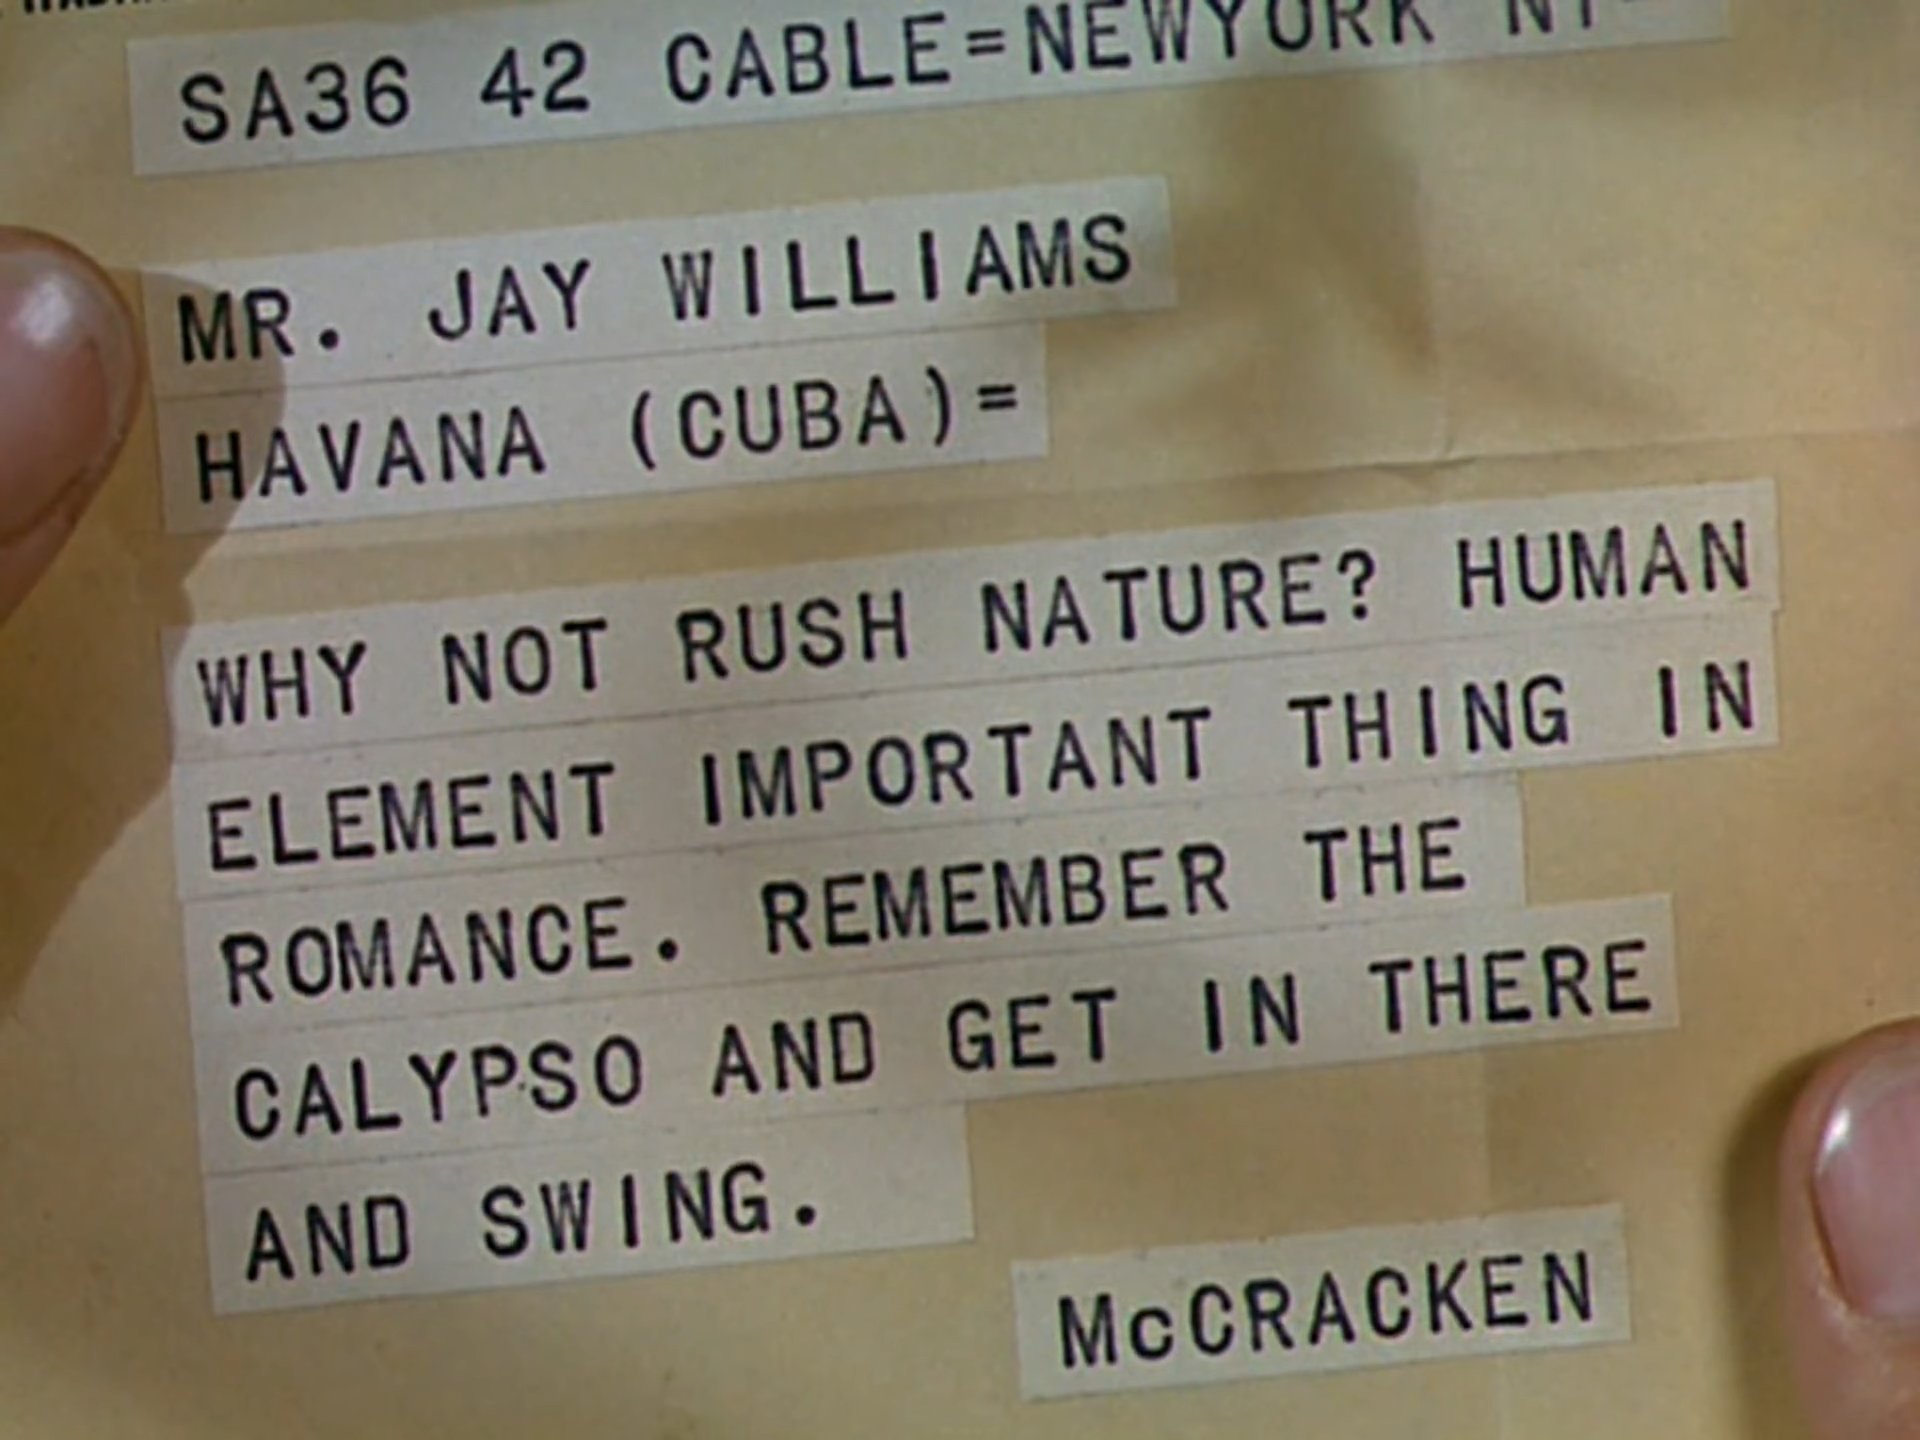 SA36 42 CABLE=NEWYORK NY
MR. JAY WILLIAMS
HAVANA (CUBA)=
WHY NOT RUSH NATURE? HUMAN
ELEMENT IMPORTANT THING IN
ROMANCE. REMEMBER THE
CALYPSO AND GET IN THERE
AND SWING.
McCRACKEN